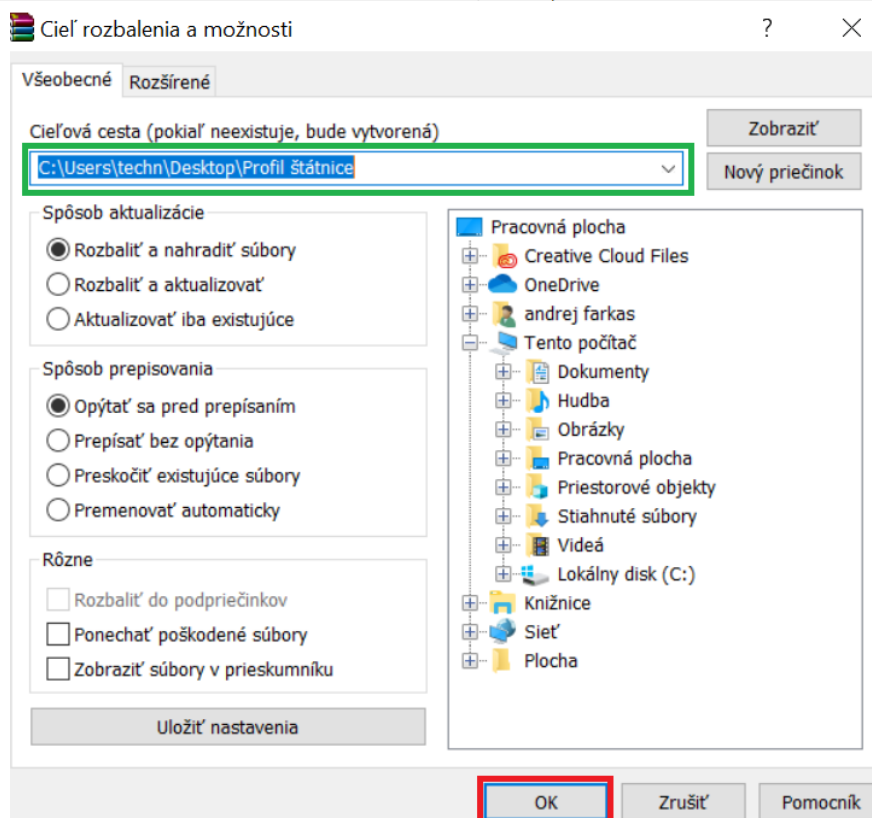 Cieľ rozbalenia a možnosti
?
Všeobecné
Rozšírené
Cieľová cesta (pokiaľ neexistuje, bude vytvorená)
Zobraziť
C:\Users\techn\Desktop\Profil štátnice
Nový priečinok
Spôsob aktualizácie
Rozbaliť a nahradiť súbory
Rozbaliť a aktualizovať
Aktualizovať iba existujúce
Spôsob prepisovania
Opýtať sa pred prepísaním
Prepísať bez opýtania
Preskočiť existujúce súbory
Premenovať automaticky
Rôzne
Rozbaliť do podpriečinkov
Ponechať poškodené súbory
Zobraziť súbory v prieskumníku
Uložiť nastavenia
Pracovná plocha
Creative Cloud Files
OneDrive
andrej farkas
Tento počítač
Dokumenty
Hudba
Obrázky
Pracovná plocha
Priestorové objekty
Stiahnuté súbory
Videá
Lokálny disk (C:)
Knižnice
Sieť
Plocha
OK
Zrušiť
Pomocník